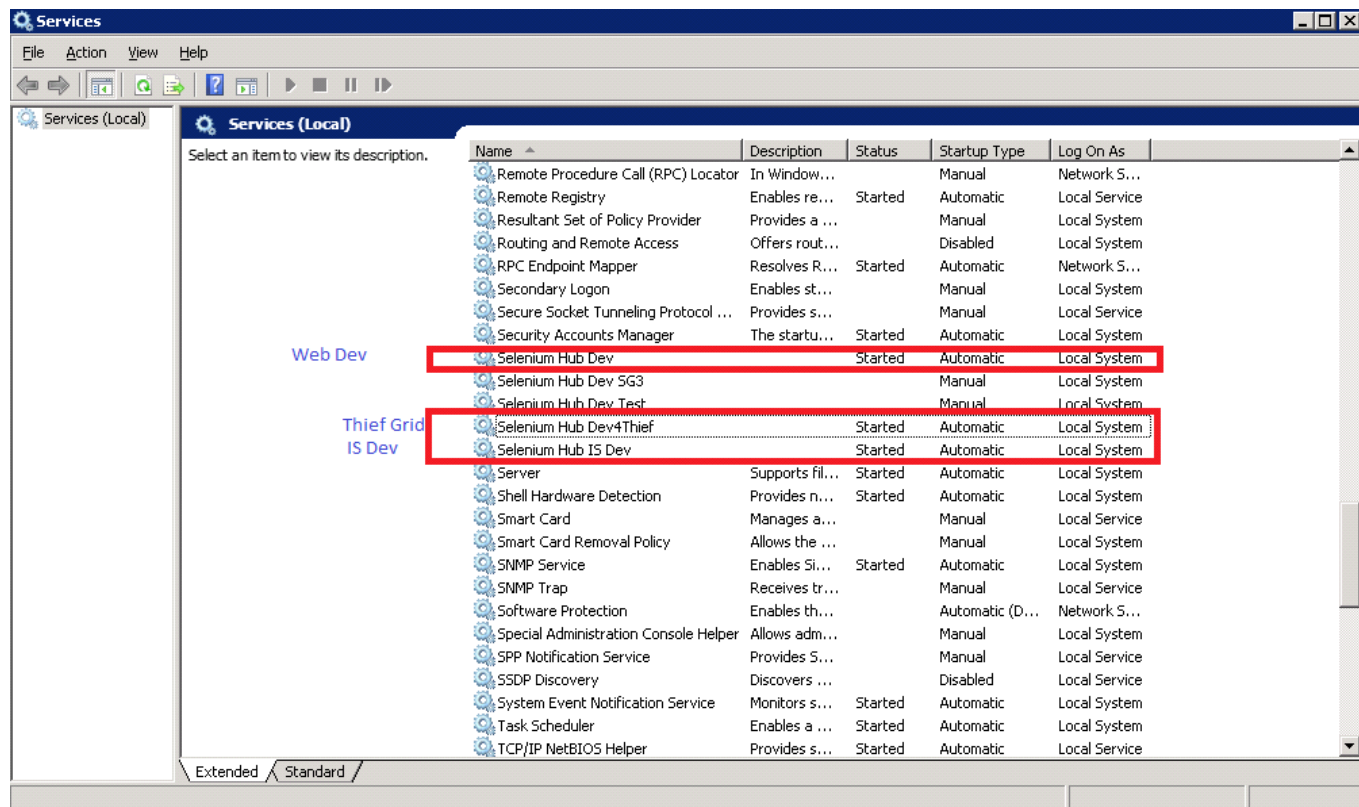 Services
File Action View Help
Services (Local)
Services (Local)
Select an item to view its description.
Name Description Status Startup Type Log On As
Remote Procedure Call (RPC) Locator In Window... Manual Network S...
Remote Registry Enables re... Started Automatic Local Service
Resultant Set of Policy Provider Provides a ... Manual Local System
Routing and Remote Access Offers rout... Disabled Local System
RPC Endpoint Mapper Resolves R... Started Automatic Network S...
Secondary Logon Enables st... Manual Local System
Secure Socket Tunneling Protocol ... Provides s... Manual Local Service
Security Accounts Manager The startu... Started Automatic Local System
Web Dev Selenium Hub Dev Started Automatic Local System
Selenium Hub Dev SG3 Manual Local System
Selenium Hub Dev Test Manual Local System
Thief Grid Selenium Hub Dev4Thief Started Automatic Local System
IS Dev Selenium Hub IS Dev Started Automatic Local System
Server Supports fil... Started Automatic Local System
Shell Hardware Detection Provides n... Started Automatic Local System
Smart Card Manages a... Manual Local Service
Smart Card Removal Policy Allows the ... Manual Local System
SNMP Service Enables Si... Started Automatic Local System
SNMP Trap Receives tr... Manual Local Service
Software Protection Enables th... Automatic (D... Network S...
Special Administration Console Helper Allows adm... Manual Local System
SPP Notification Service Provides S... Manual Local Service
SSDP Discovery Discovers ... Disabled Local Service
System Event Notification Service Monitors s... Started Automatic Local System
Task Scheduler Enables a ... Started Automatic Local System
TCP/IP NetBIOS Helper Provides s... Started Automatic Local Service
Extended Standard